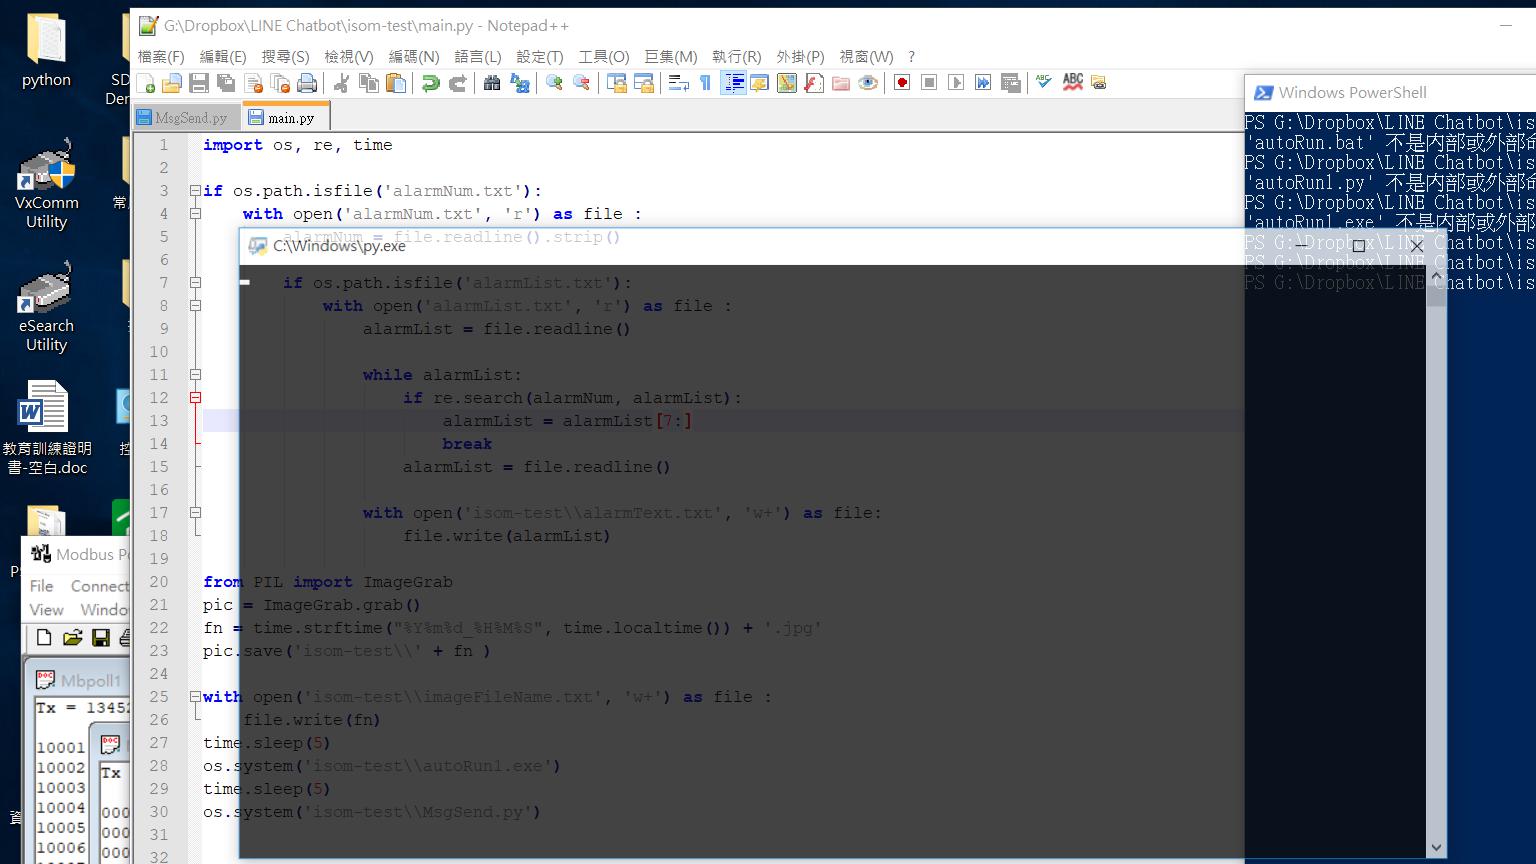 G:\Dropbox\LINE Chatbot\isom-test\main.py - Notepad++
檔案(F) 編輯(E) 搜尋(S) 檢視(V) 編碼(N) 語言(L) 設定(T) 工具(O) 巨集(M) 執行(R) 外掛(P) 視窗(W) ?
MsgSend.py main.py
1 import os, re, time
2
3 if os.path.isfile('alarmNum.txt'):
4 with open('alarmNum.txt', 'r') as file :
5 alarmNum = file.readline().strip()
6
7 if os.path.isfile('alarmList.txt'):
8 with open('alarmList.txt', 'r') as file :
9 alarmList = file.readline()
10
11 while alarmList:
12 if re.search(alarmNum, alarmList):
13 alarmList = alarmList[7:]
14 break
15 alarmList = file.readline()
16
17 with open('isom-test\\alarmText.txt', 'w+') as file:
18 file.write(alarmList)
19
20 from PIL import ImageGrab
21 pic = ImageGrab.grab()
22 fn = time.strftime("%Y%m%d_%H%M%S", time.localtime()) + '.jpg'
23 pic.save('isom-test\\' + fn )
24
25 with open('isom-test\\imageFileName.txt', 'w+') as file :
26 file.write(fn)
27 time.sleep(5)
28 os.system('isom-test\\autoRun1.exe')
29 time.sleep(5)
30 os.system('isom-test\\MsgSend.py')
31
32
C:\Windows\py.exe
Windows PowerShell
PS G:\Dropbox\LINE Chatbot\is
'autoRun.bat' 不是內部或外部命
PS G:\Dropbox\LINE Chatbot\is
'autoRun1.py' 不是內部或外部命
PS G:\Dropbox\LINE Chatbot\is
'autoRun1.exe' 不是內部或外部
PS G:\Dropbox\LINE Chatbot\is
PS G:\Dropbox\LINE Chatbot\is
PS G:\Dropbox\LINE Chatbot\is
python
SD
Den
VxComm
Utility
常
eSearch
Utility
教育訓練證明
書-空白.doc
控
Modbus Po
File Connect
View Windo
Mbpoll1
Tx = 13452
10001
10002
10003
10004
10005
10006
Tx
000
000
000
資